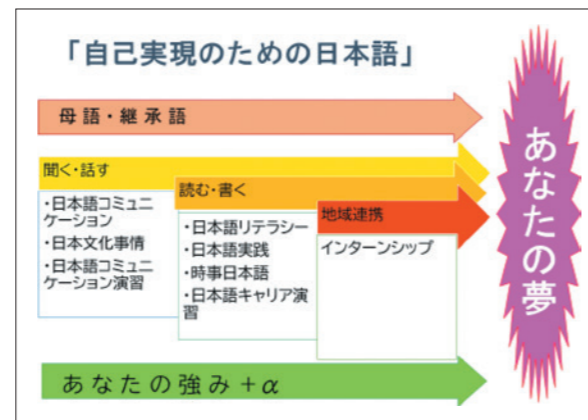 「自己実現のための日本語」
母語・継承語
聞く・話す
・日本語コミュニ
ケーション
・日本文化事情
・日本語コミュニ
ケーション演習
読む・書く
・日本語リテラシー
・日本語実践
・時事日本語
・日本語キャリア演
習
地域連携
インターンシップ
あなたの夢
あなたの強み+α